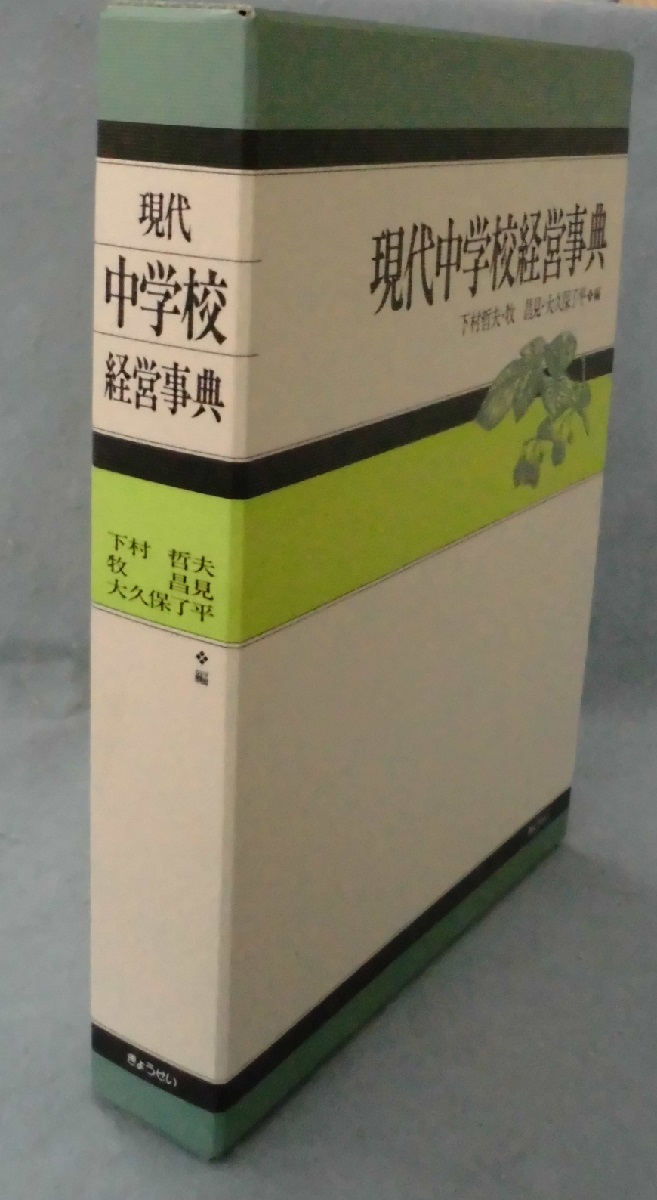 現代
中学校
経営事典
下村 哲夫
牧 昌見
大久保了平
❖
編
ぎょうせい
現代中学校経営事典
下村哲夫・牧 昌見・大久保了平❖編